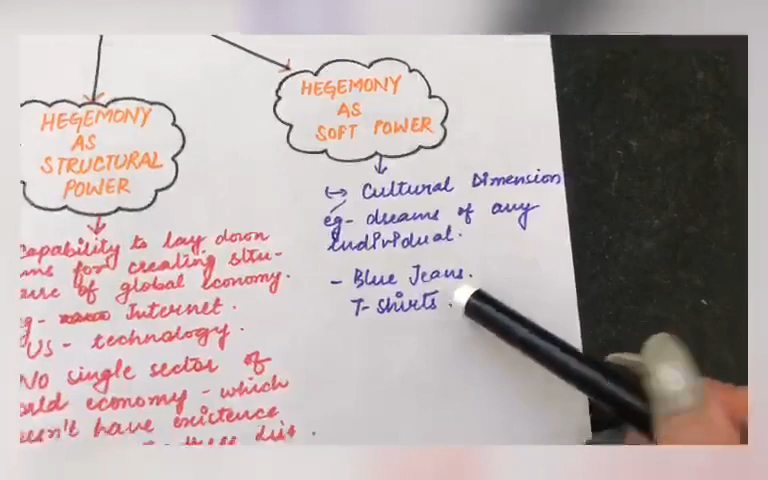 HEGEMONY
AS
STRUCTURAL
POWER
Capability to lay down
for creating stru-
of global economy.
Internet.
US - technology.
No single sector of
economy - which
have existence
HEGEMONY
AS
SOFT POWER
↦ Cultural Dimension
eg - dreams of any
individual.
- Blue Jeans.
T-shirts.